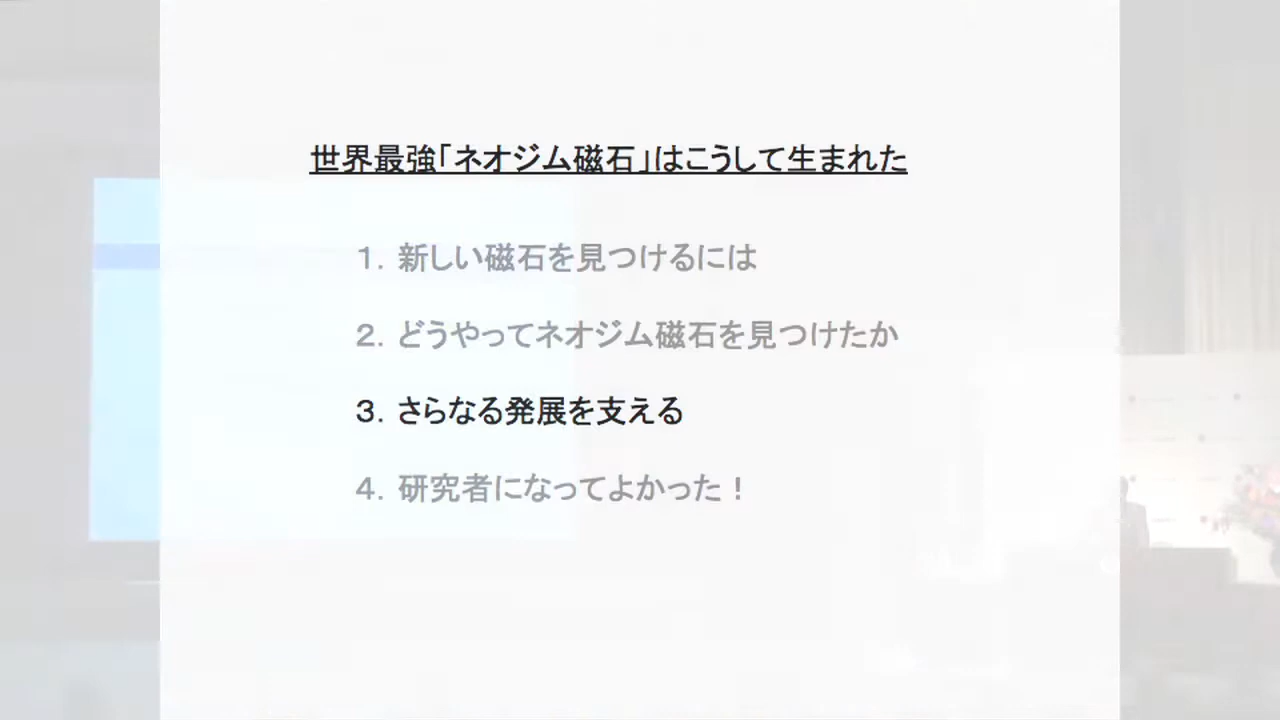 世界最強「ネオジム磁石」はこうして生まれた
１．新しい磁石を見つけるには
２．どうやってネオジム磁石を見つけたか
３．さらなる発展を支える
４．研究者になってよかった！